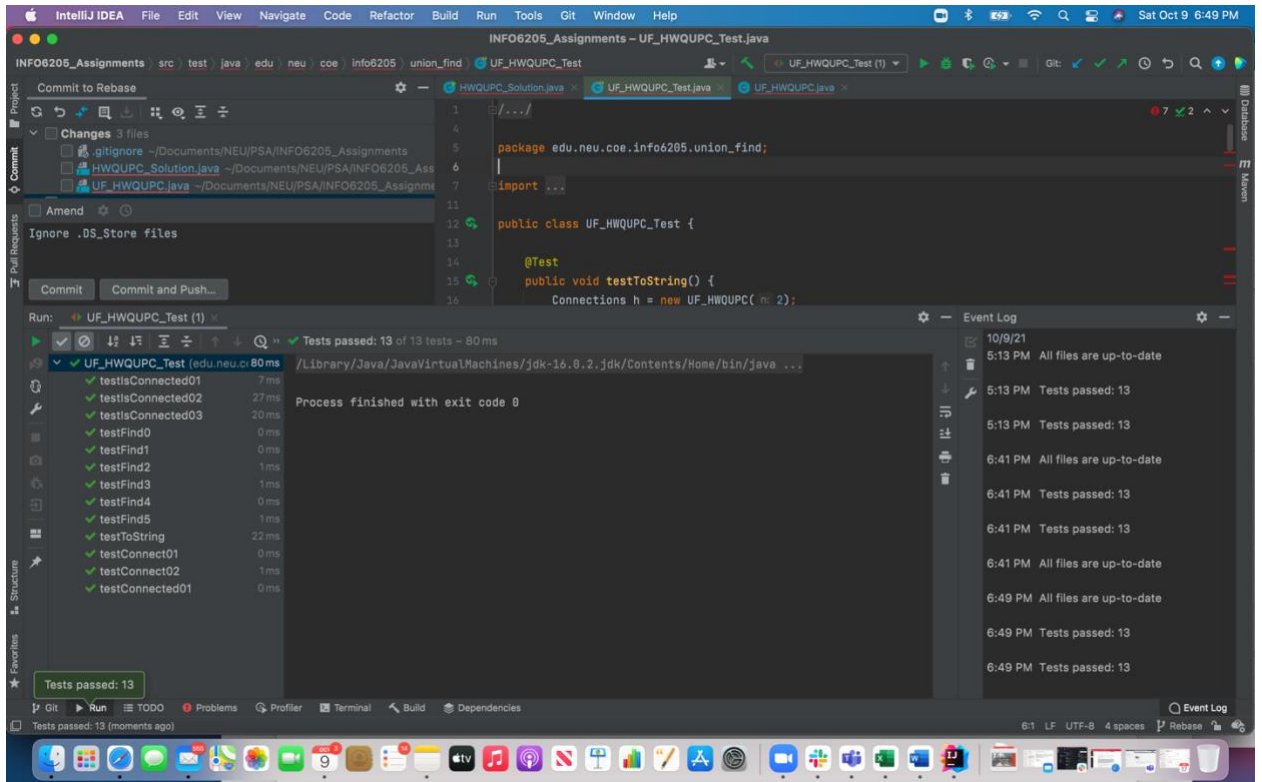 IntelliJ IDEA File Edit View Navigate Code Refactor Build Run Tools Git Window Help Sat Oct 9 6:49 PM
INFO6205_Assignments – UF_HWQUPC_Test.java
INFO6205_Assignments src test java edu neu coe info6205 union_find UF_HWQUPC_Test UF_HWQUPC_Test (1) Git:
Commit to Rebase
HWQUPC_Solution.java UF_HWQUPC_Test.java UF_HWQUPC.java
Project
Commit
Pull Requests
Structure
Favorites
Database
Maven
Changes 3 files
.gitignore ~/Documents/NEU/PSA/INFO6205_Assignments
HWQUPC_Solution.java ~/Documents/NEU/PSA/INFO6205_Ass
UF_HWQUPC.java ~/Documents/NEU/PSA/INFO6205_Assignme
Amend
Ignore .DS_Store files
Commit Commit and Push...
7 2
1 /.../
4
5 package edu.neu.coe.info6205.union_find;
6
7 import ...
11
12 public class UF_HWQUPC_Test {
13
14 @Test
15 public void testToString() {
16 Connections h = new UF_HWQUPC( n: 2);
Run: UF_HWQUPC_Test (1)
Tests passed: 13 of 13 tests – 80 ms
UF_HWQUPC_Test (edu.neu.c 80 ms
testIsConnected01 7 ms
testIsConnected02 27 ms
testIsConnected03 20 ms
testFind0 0 ms
testFind1 0 ms
testFind2 1 ms
testFind3 1 ms
testFind4 0 ms
testFind5 1 ms
testToString 22 ms
testConnect01 0 ms
testConnect02 1 ms
testConnected01 0 ms
/Library/Java/JavaVirtualMachines/jdk-16.0.2.jdk/Contents/Home/bin/java ...
Process finished with exit code 0
Event Log
10/9/21
5:13 PM All files are up-to-date
5:13 PM Tests passed: 13
5:13 PM Tests passed: 13
6:41 PM All files are up-to-date
6:41 PM Tests passed: 13
6:41 PM Tests passed: 13
6:41 PM All files are up-to-date
6:49 PM All files are up-to-date
6:49 PM Tests passed: 13
6:49 PM Tests passed: 13
Tests passed: 13
Git Run TODO Problems Profiler Terminal Build Dependencies Event Log
Tests passed: 13 (moments ago) 6:1 LF UTF-8 4 spaces Rebase
OCT
9
tv